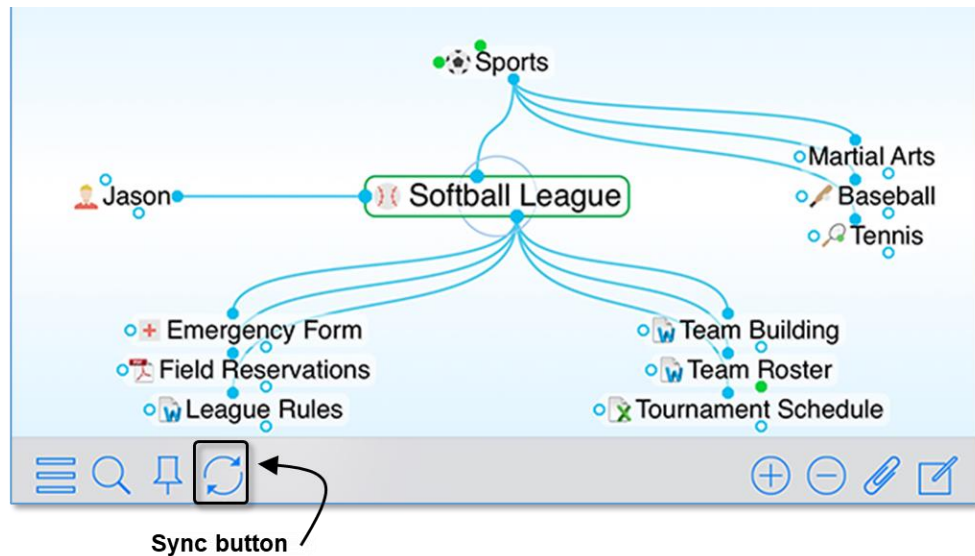 Sports
Martial Arts
Jason
Softball League
Baseball
Tennis
Emergency Form
Team Building
Field Reservations
Team Roster
League Rules
Tournament Schedule
Sync button